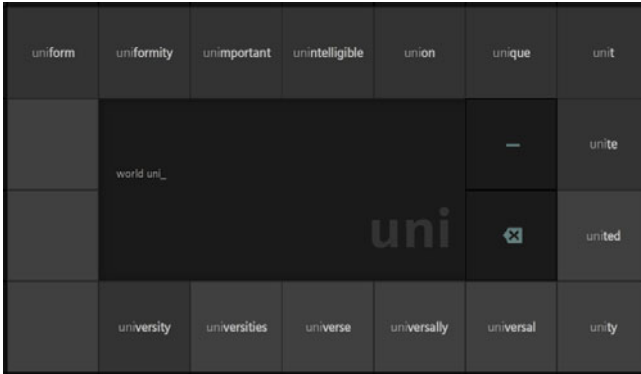 uniform uniformity unimportant unintelligible union unique unit
unite
world uni_
uni
united
university universities universe universally universal unity